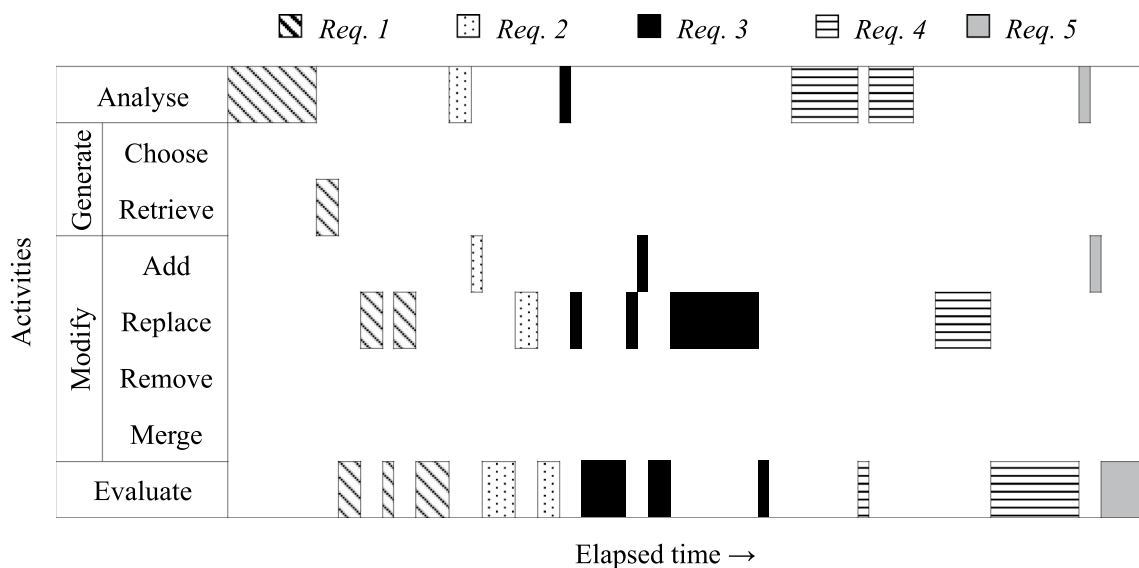 Req. 1 Req. 2 Req. 3 Req. 4 Req. 5
Activities
Analyse
Generate
Choose
Retrieve
Modify
Add
Replace
Remove
Merge
Evaluate
Elapsed time →